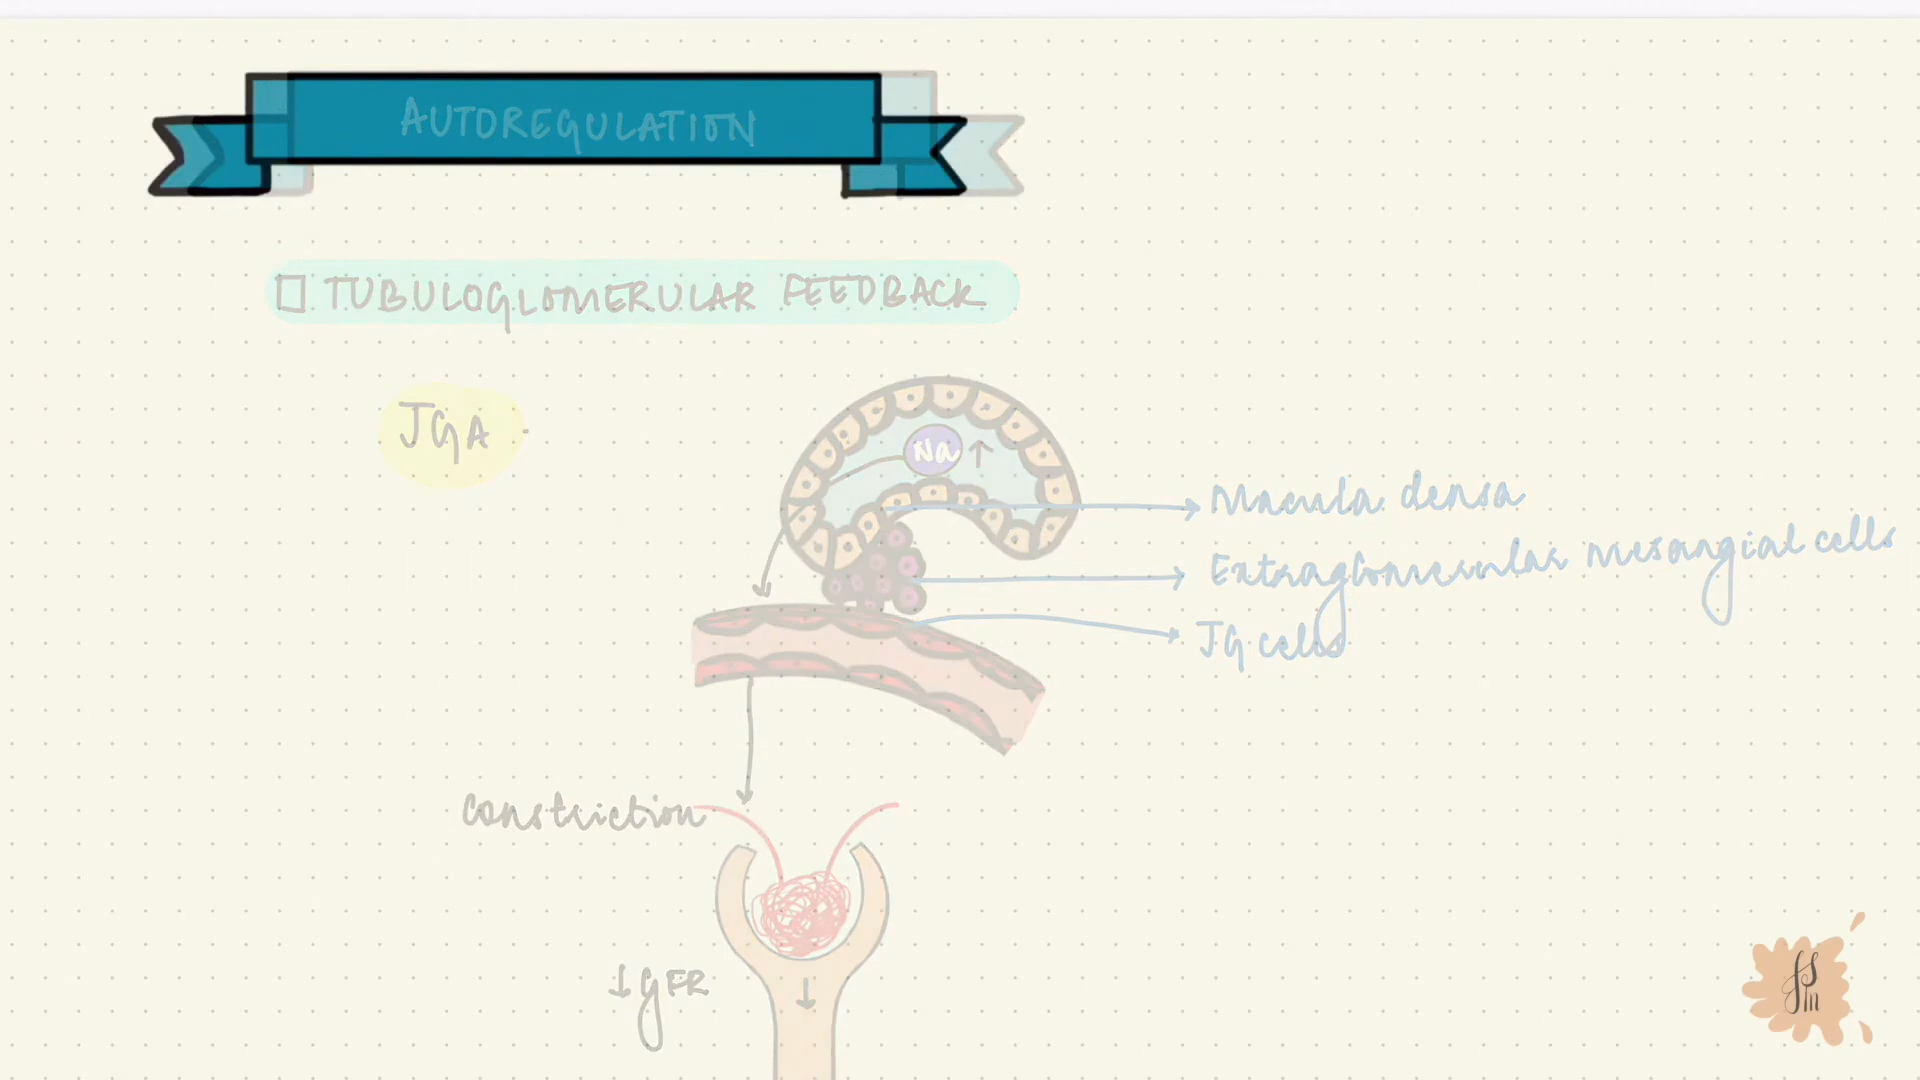 AUTOREGULATION
TUBULOGLOMERULAR FEEDBACK
JGA
Na ↑
Macula densa
Extraglomerular mesangial cells
JG cells
Constriction
↓ GFR